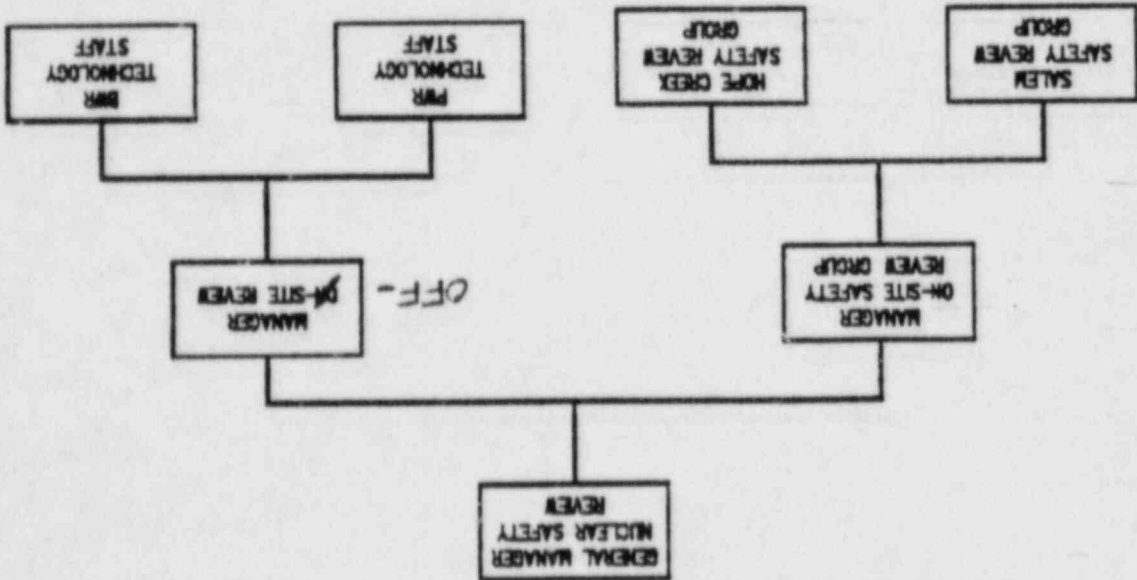 GENERAL MANAGER
NUCLEAR SAFETY
REVIEW
MANAGER
ON-SITE SAFETY
REVIEW GROUP
OFF-
MANAGER
ON-SITE REVIEW
SALEM
SAFETY REVIEW
GROUP
HOPE CREEK
SAFETY REVIEW
GROUP
PWR
TECHNOLOGY
STAFF
BWR
TECHNOLOGY
STAFF